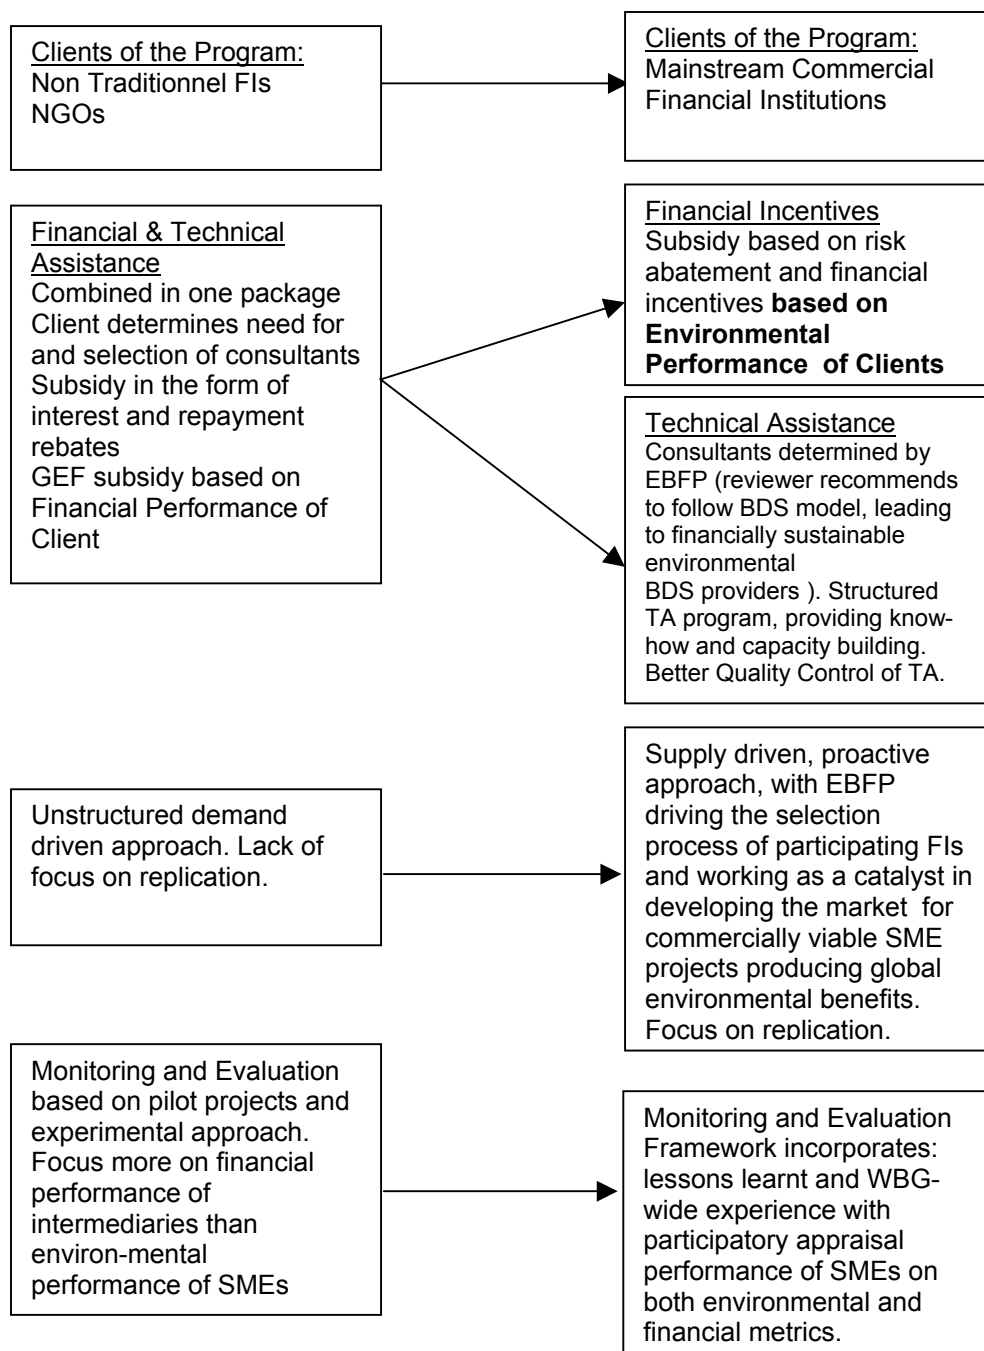 Clients of the Program:
Non Traditionnel FIs
NGOs
Clients of the Program:
Mainstream Commercial
Financial Institutions
Financial & Technical
Assistance
Combined in one package
Client determines need for
and selection of consultants
Subsidy in the form of
interest and repayment
rebates
GEF subsidy based on
Financial Performance of
Client
Financial Incentives
Subsidy based on risk
abatement and financial
incentives based on
Environmental
Performance of Clients
Technical Assistance
Consultants determined by
EBFP (reviewer recommends
to follow BDS model, leading
to financially sustainable
environmental
BDS providers ). Structured
TA program, providing know-
how and capacity building.
Better Quality Control of TA.
Unstructured demand
driven approach. Lack of
focus on replication.
Supply driven, proactive
approach, with EBFP
driving the selection
process of participating FIs
and working as a catalyst in
developing the market for
commercially viable SME
projects producing global
environmental benefits.
Focus on replication.
Monitoring and Evaluation
based on pilot projects and
experimental approach.
Focus more on financial
performance of
intermediaries than
environ-mental
performance of SMEs
Monitoring and Evaluation
Framework incorporates:
lessons learnt and WBG-
wide experience with
participatory appraisal
performance of SMEs on
both environmental and
financial metrics.